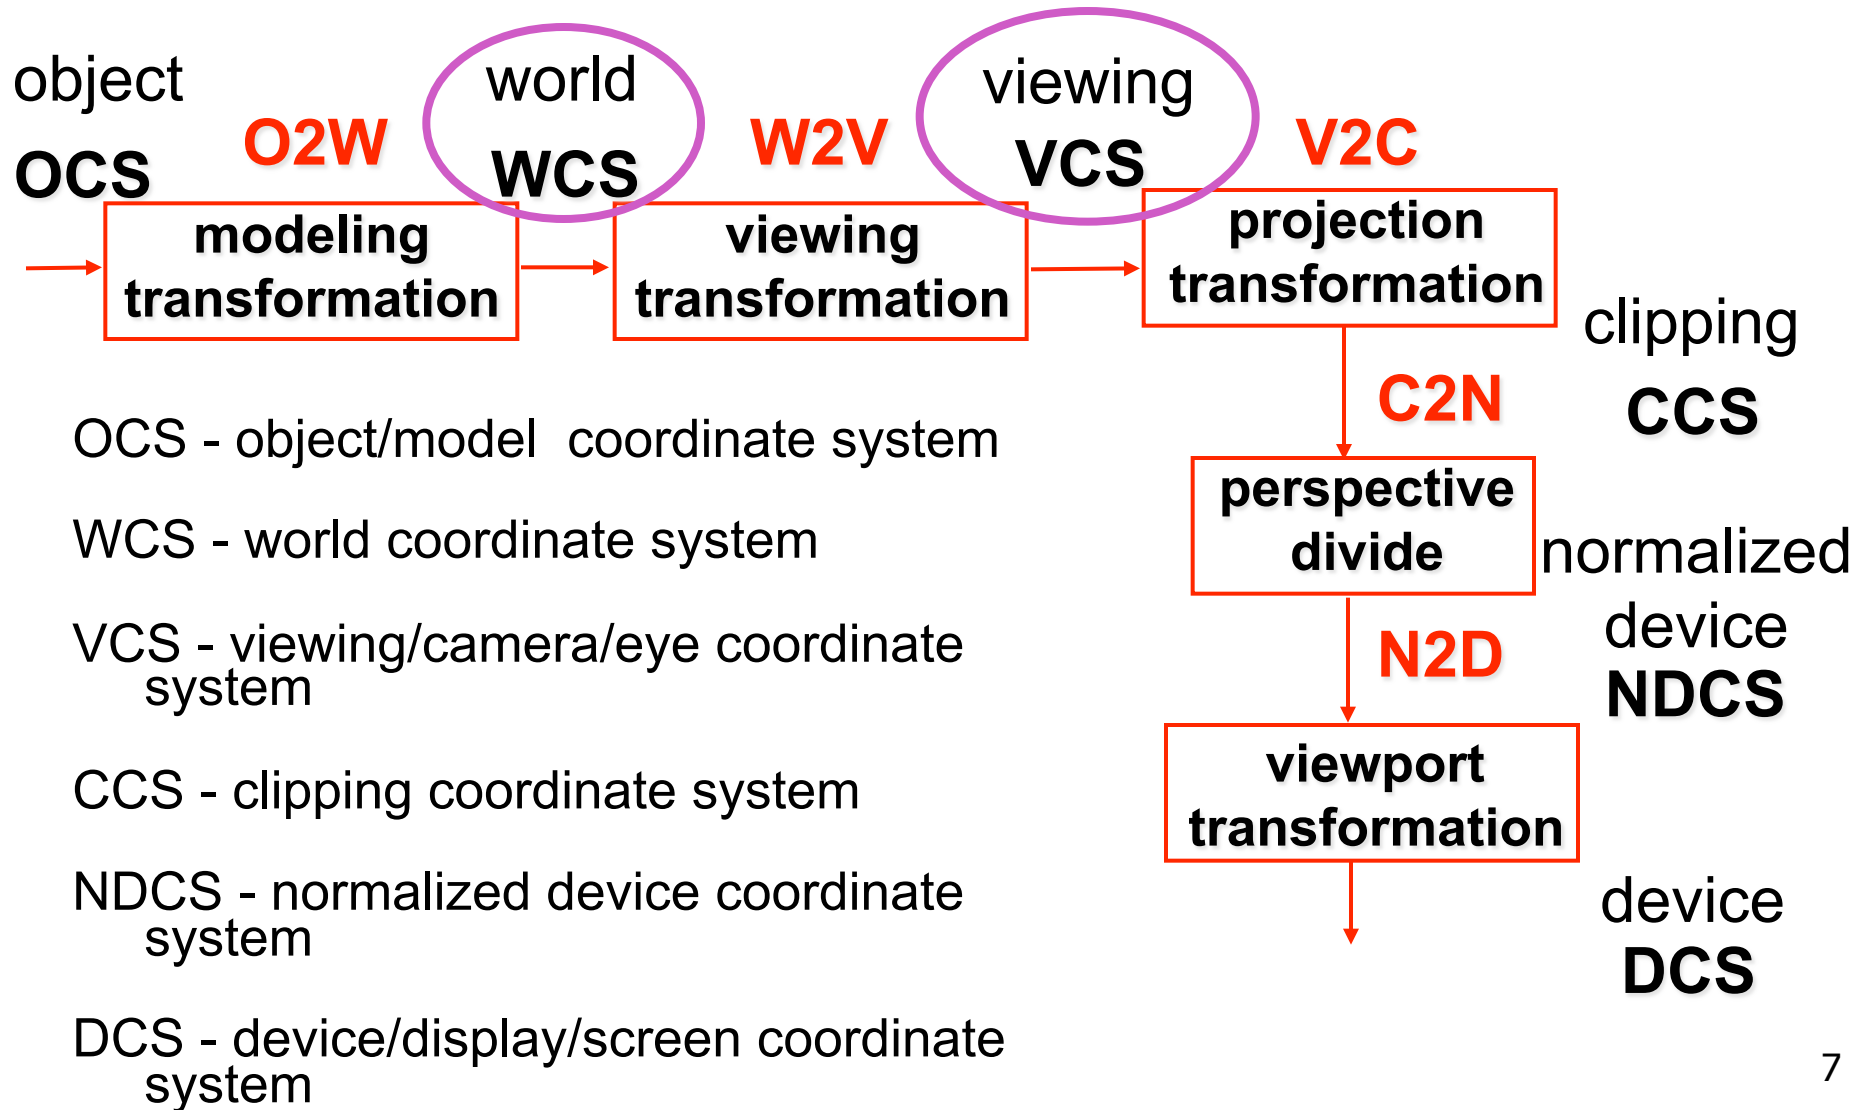 object
OCS
O2W
world
WCS
W2V
viewing
VCS
V2C
modeling
transformation
viewing
transformation
projection
transformation
clipping
CCS
C2N
perspective
divide
normalized
device
NDCS
N2D
viewport
transformation
device
DCS
OCS - object/model coordinate system
WCS - world coordinate system
VCS - viewing/camera/eye coordinate
system
CCS - clipping coordinate system
NDCS - normalized device coordinate
system
DCS - device/display/screen coordinate
system
7